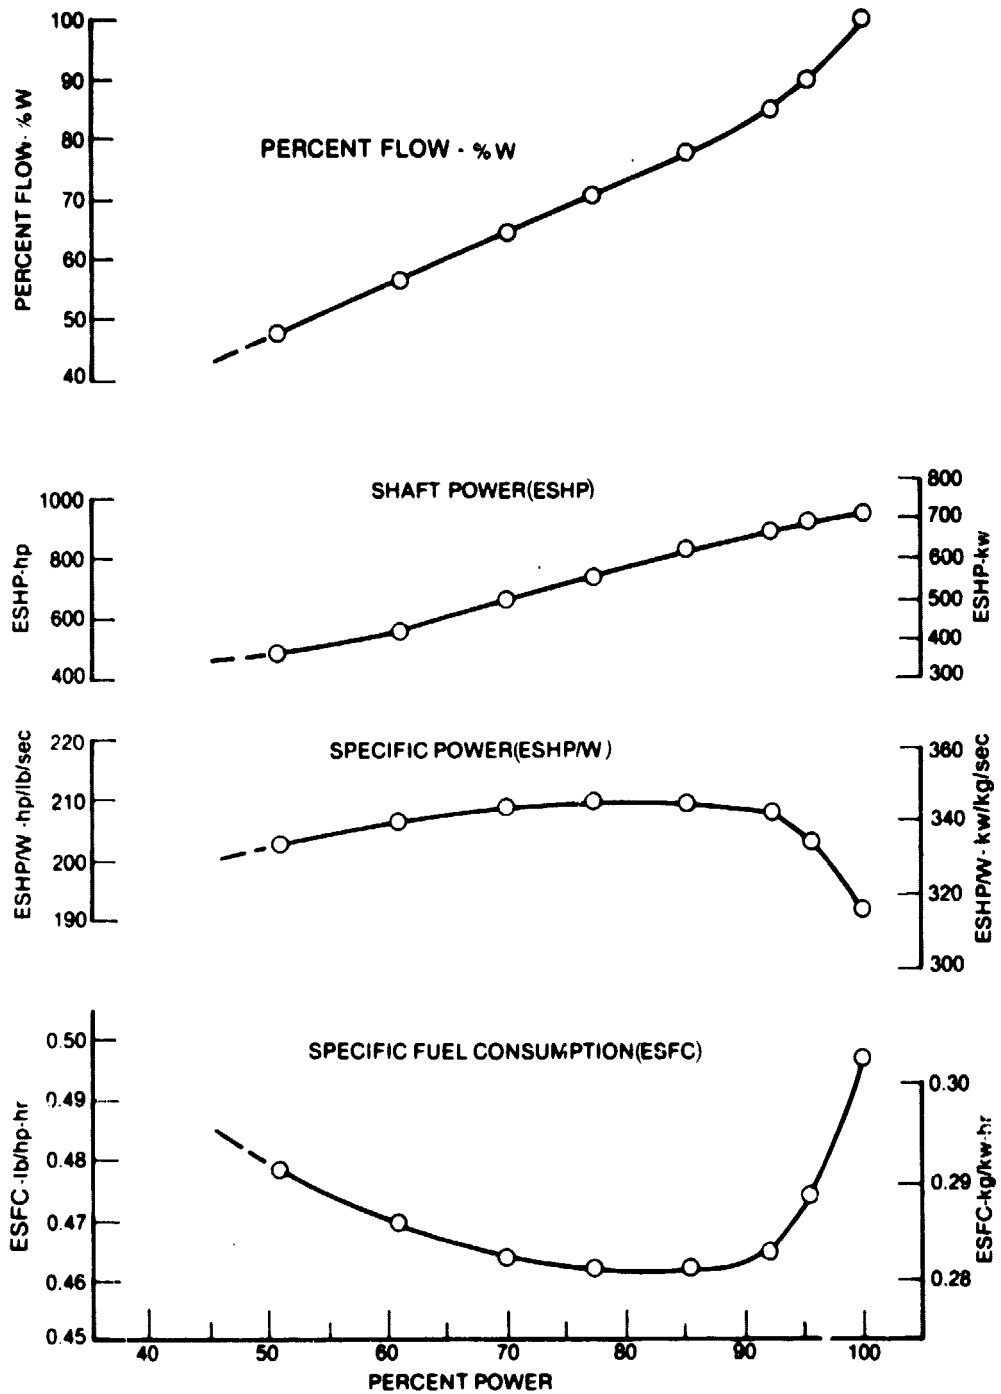 PERCENT FLOW - %W
100
90
80
70
60
50
40
PERCENT FLOW - %W
SHAFT POWER(ESHP)
ESHP-hp
1000
800
600
400
ESHP-kw
800
700
600
500
400
300
SPECIFIC POWER(ESHP/W)
ESHP/W -hp/lb/sec
220
210
200
190
ESHP/W - kw/kg/sec
360
340
320
300
SPECIFIC FUEL CONSUMPTION(ESFC)
ESFC-lb/hp-hr
0.50
0.49
0.48
0.47
0.46
0.45
ESFC-kg/kw-hr
0.30
0.29
0.28
40 50 60 70 80 90 100
PERCENT POWER